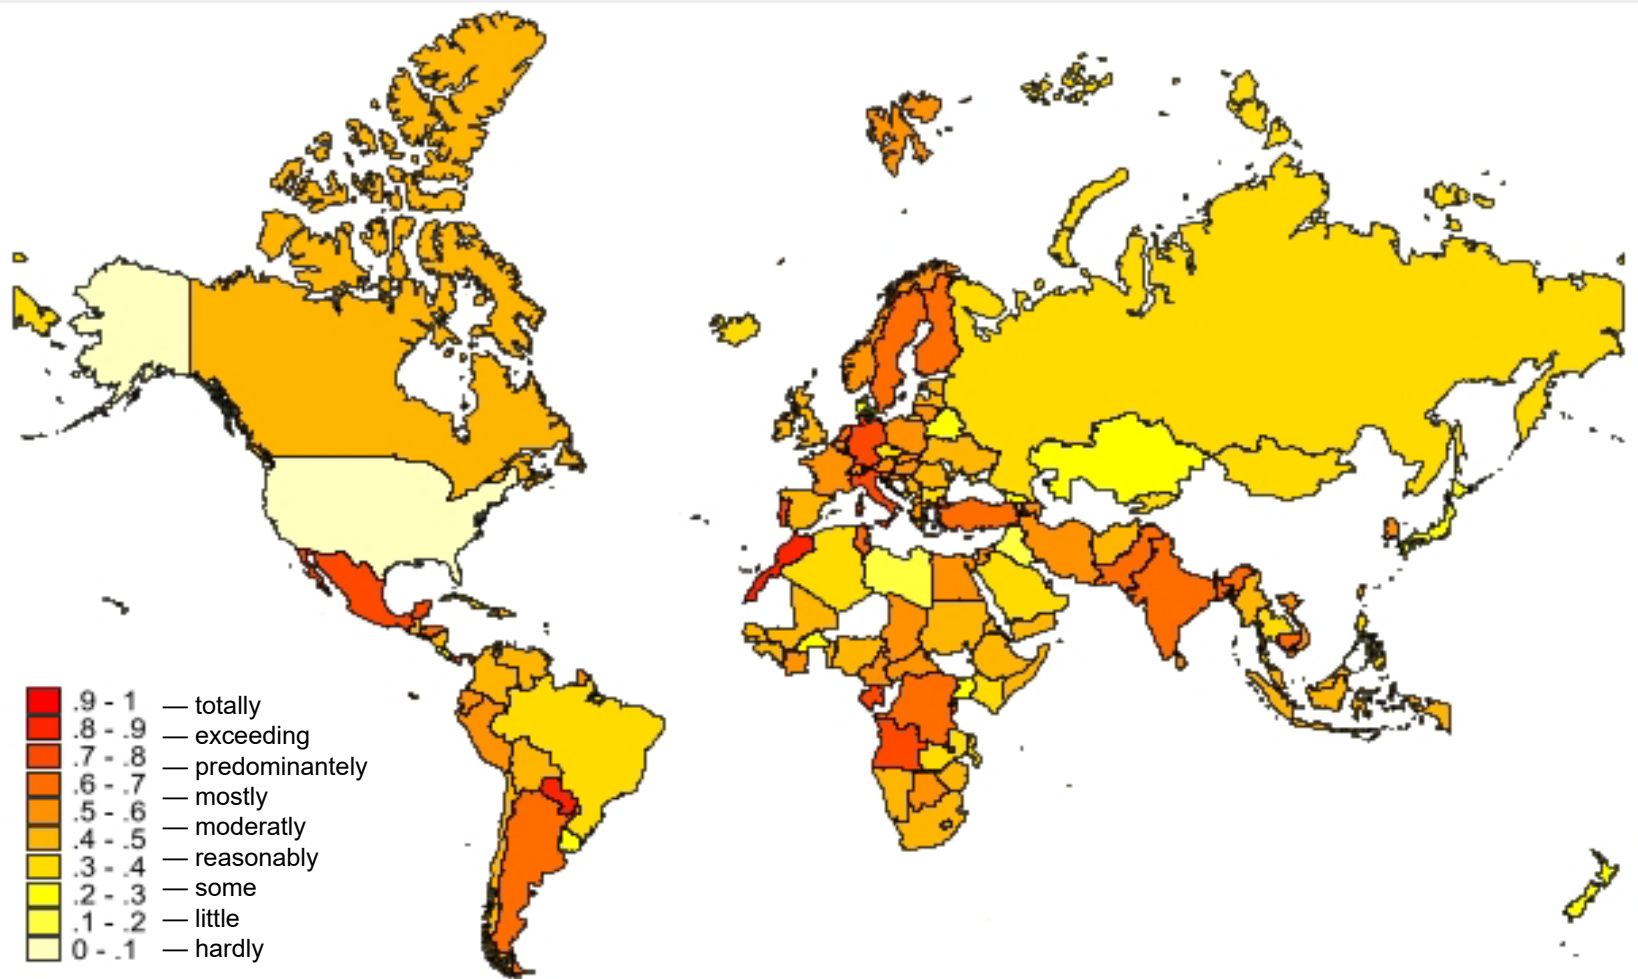 .9 - 1 — totally
.8 - .9 — exceeding
.7 - .8 — predominantely
.6 - .7 — mostly
.5 - .6 — moderatly
.4 - .5 — reasonably
.3 - .4 — some
.2 - .3 — little
.1 - .2 — hardly
0 - .1